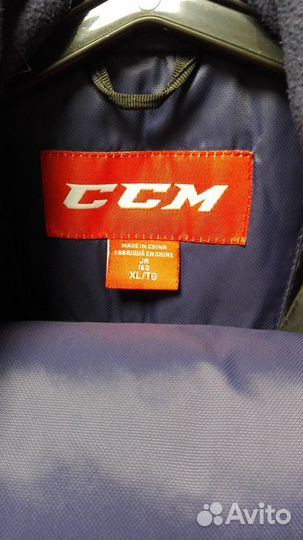 CCM
MADE IN CHINA
FABRIQUÉ EN CHINE
JR
160
XL/TG
Avito